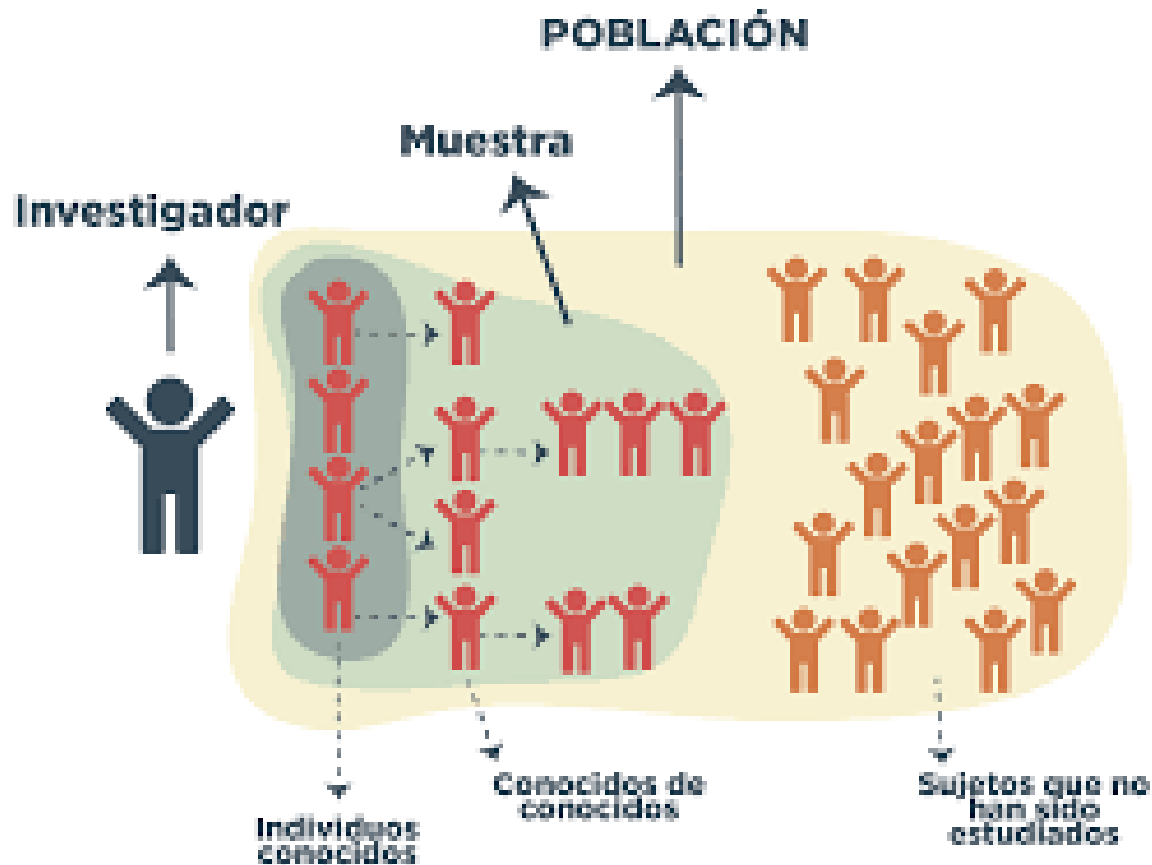 POBLACIÓN
Muestra
Investigador
Individuos
conocidos
Conocidos de
conocidos
Sujetos que no
han sido
estudiados